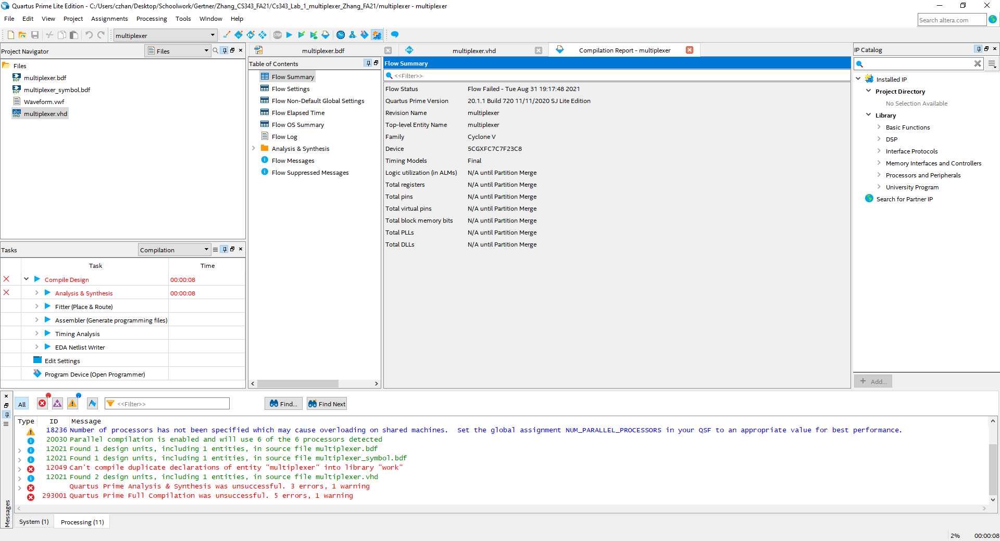 Quartus Prime Lite Edition - C:/Users/czhan/Desktop/Schoolwork/Gertner/Zhang_CS343_FA21/Cs343_Lab_1_multiplexer_Zhang_FA21/multiplexer - multiplexer
File Edit View Project Assignments Processing Tools Window Help
Search altera.com
multiplexer
STOP
Project Navigator
Files
Files
multiplexer.bdf
multiplexer_symbol.bdf
Waveform.vwf
multiplexer.vhd
Tasks
Compilation
Task Time
Compile Design 00:00:08
Analysis & Synthesis 00:00:08
Fitter (Place & Route)
Assembler (Generate programming files)
Timing Analysis
EDA Netlist Writer
Edit Settings
Program Device (Open Programmer)
multiplexer.bdf
multiplexer.vhd
Compilation Report - multiplexer
Table of Contents
Flow Summary
Flow Settings
Flow Non-Default Global Settings
Flow Elapsed Time
Flow OS Summary
Flow Log
Analysis & Synthesis
Flow Messages
Flow Suppressed Messages
Flow Summary
<<Filter>>
Flow Status Flow Failed - Tue Aug 31 19:17:48 2021
Quartus Prime Version 20.1.1 Build 720 11/11/2020 SJ Lite Edition
Revision Name multiplexer
Top-level Entity Name multiplexer
Family Cyclone V
Device 5CGXFC7C7F23C8
Timing Models Final
Logic utilization (in ALMs) N/A until Partition Merge
Total registers N/A until Partition Merge
Total pins N/A until Partition Merge
Total virtual pins N/A until Partition Merge
Total block memory bits N/A until Partition Merge
Total PLLs N/A until Partition Merge
Total DLLs N/A until Partition Merge
IP Catalog
Installed IP
Project Directory
No Selection Available
Library
Basic Functions
DSP
Interface Protocols
Memory Interfaces and Controllers
Processors and Peripherals
University Program
Search for Partner IP
+ Add...
All
<<Filter>>
Find...
Find Next
Type ID Message
18236 Number of processors has not been specified which may cause overloading on shared machines.  Set the global assignment NUM_PARALLEL_PROCESSORS in your QSF to an appropriate value for best performance.
20030 Parallel compilation is enabled and will use 6 of the 6 processors detected
12021 Found 1 design units, including 1 entities, in source file multiplexer.bdf
12021 Found 1 design units, including 1 entities, in source file multiplexer_symbol.bdf
12049 Can't compile duplicate declarations of entity "multiplexer" into library "work"
12021 Found 2 design units, including 1 entities, in source file multiplexer.vhd
Quartus Prime Analysis & Synthesis was unsuccessful. 3 errors, 1 warning
293001 Quartus Prime Full Compilation was unsuccessful. 5 errors, 1 warning
Messages
System (1)
Processing (11)
2% 00:00:08